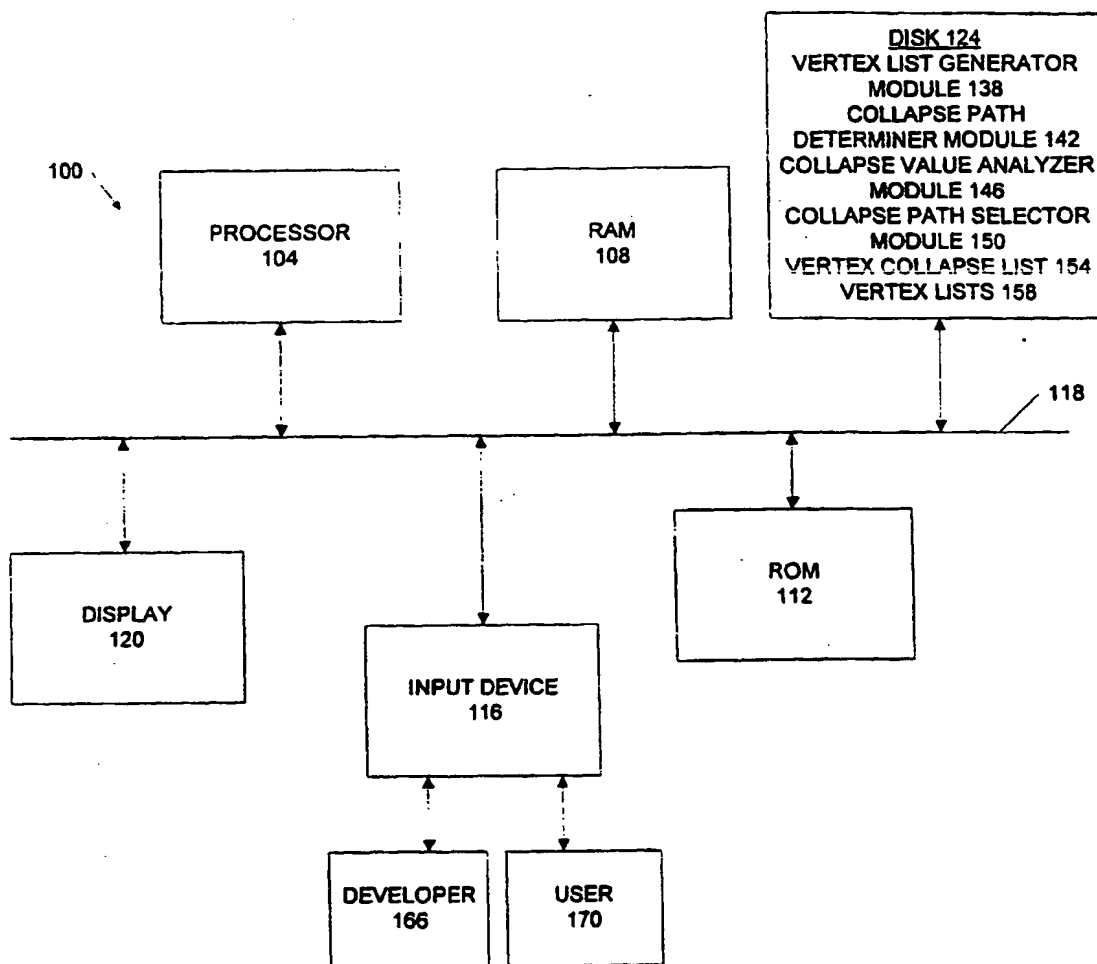 DISK 124
VERTEX LIST GENERATOR
MODULE 138
COLLAPSE PATH
DETERMINER MODULE 142
COLLAPSE VALUE ANALYZER
MODULE 146
COLLAPSE PATH SELECTOR
MODULE 150
VERTEX COLLAPSE LIST 154
VERTEX LISTS 158
100
PROCESSOR
104
RAM
108
118
DISPLAY
120
INPUT DEVICE
116
ROM
112
DEVELOPER
166
USER
170